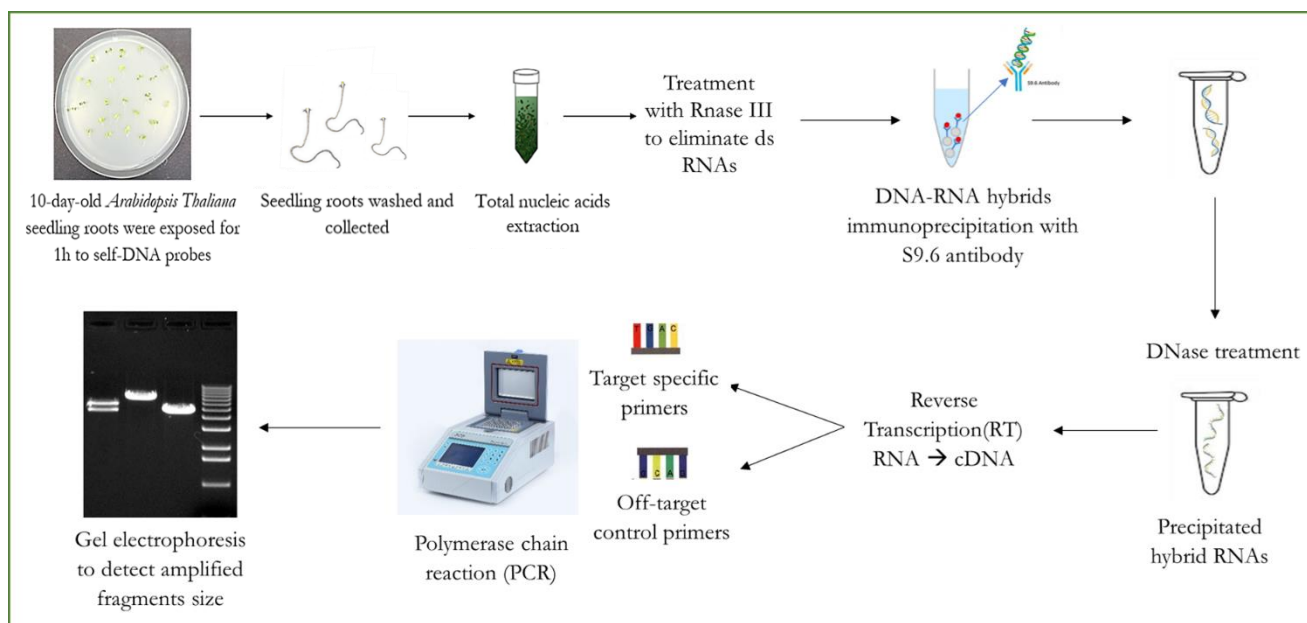 10-day-old Arabidopsis Thaliana
seedling roots were exposed for
1h to self-DNA probes
Seedling roots washed and
collected
Total nucleic acids
extraction
Treatment
with Rnase III
to eliminate ds
RNAs
S9.6 Antibody
DNA-RNA hybrids
immunoprecipitation with
S9.6 antibody
DNase treatment
Precipitated
hybrid RNAs
Reverse
Transcription(RT)
RNA → cDNA
T G A C
Target specific
primers
G C A G
Off-target
control primers
Polymerase chain
reaction (PCR)
Gel electrophoresis
to detect amplified
fragments size